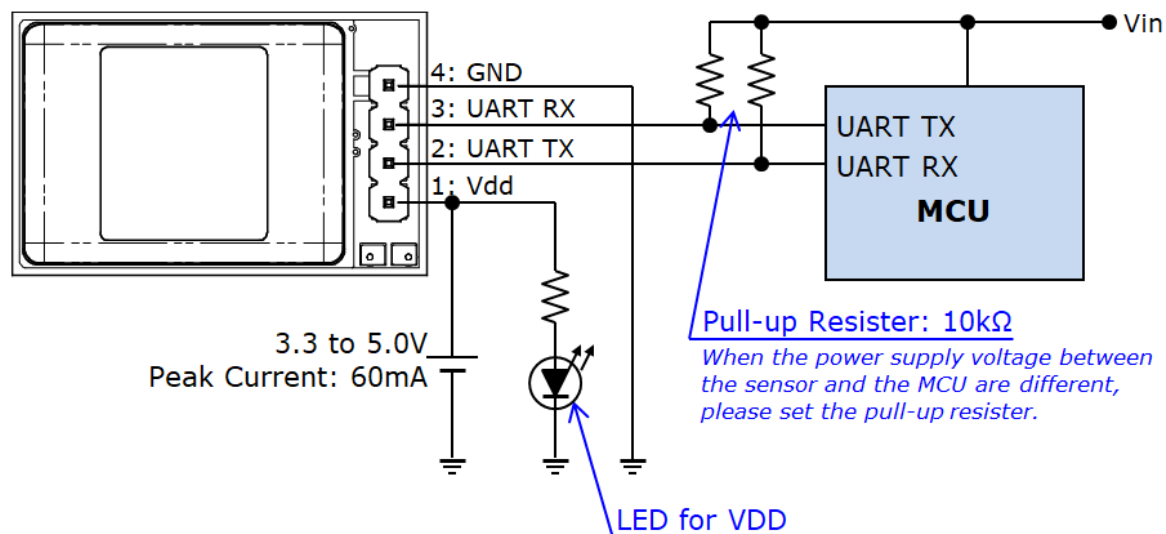 Vin
4: GND
3: UART RX
2: UART TX
1: Vdd
UART TX
UART RX
MCU
3.3 to 5.0V
Peak Current: 60mA
Pull-up Resister: 10kΩ
When the power supply voltage between
the sensor and the MCU are different,
please set the pull-up resister.
LED for VDD